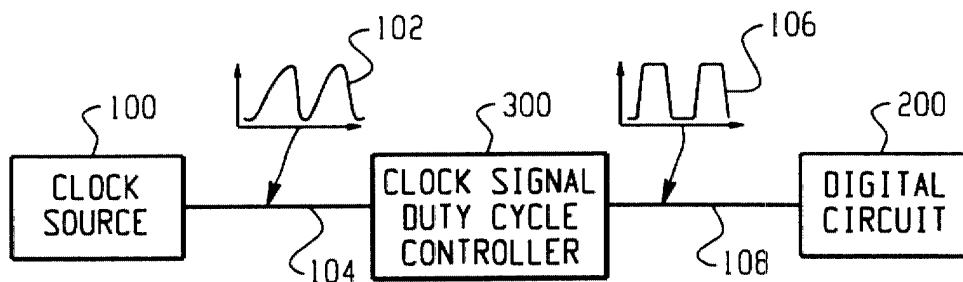 102
106
100
300
200
CLOCK
SOURCE
CLOCK SIGNAL
DUTY CYCLE
CONTROLLER
DIGITAL
CIRCUIT
104
108